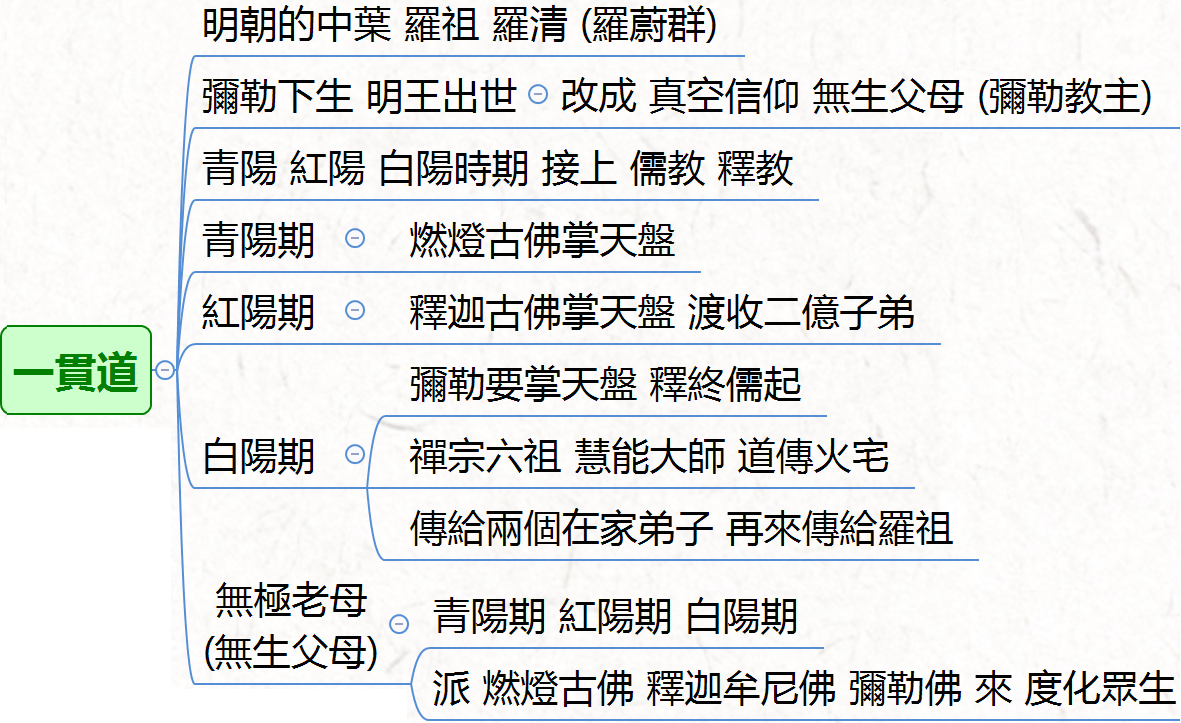 明朝的中葉 羅祖 羅清 (羅蔚群)
彌勒下生 明王出世 改成 真空信仰 無生父母 (彌勒教主)
青陽 紅陽 白陽時期 接上 儒教 釋教
青陽期 燃燈古佛掌天盤
紅陽期 釋迦古佛掌天盤 渡收二億子弟
一貫道
彌勒要掌天盤 釋終儒起
白陽期 禪宗六祖 慧能大師 道傳火宅
傳給兩個在家弟子 再來傳給羅祖
無極老母
(無生父母)
青陽期 紅陽期 白陽期
派 燃燈古佛 釋迦牟尼佛 彌勒佛 來 度化眾生